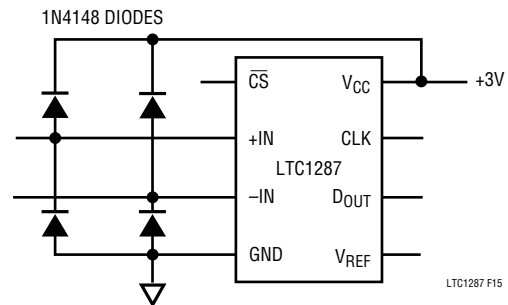 1N4148 DIODES
CS
VCC
+3V
+IN
CLK
LTC1287
–IN
DOUT
GND
VREF
LTC1287 F15